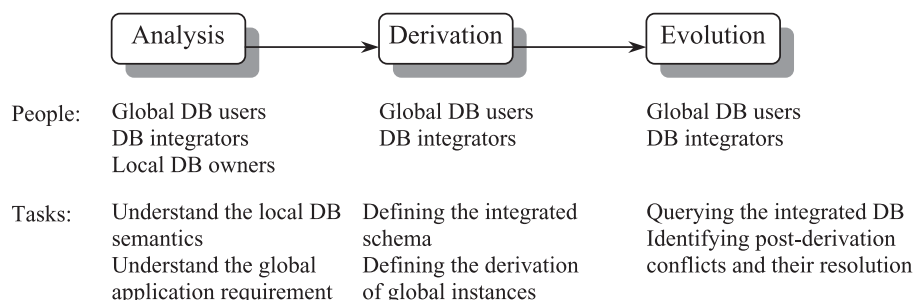 Analysis Derivation Evolution
People: Global DB users Global DB users Global DB users
DB integrators DB integrators DB integrators
Local DB owners
Tasks: Understand the local DB Defining the integrated Querying the integrated DB
semantics schema Identifying post-derivation
Understand the global Defining the derivation conflicts and their resolution
application requirement of global instances